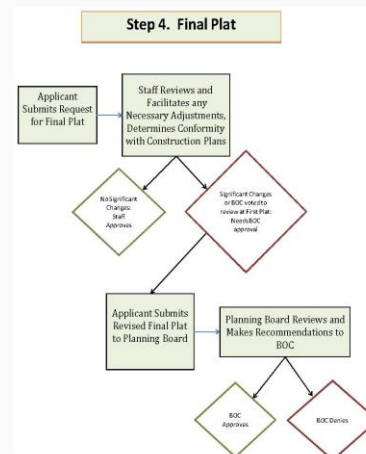 Step 4. Final Plat
Applicant
Submits Request
for Final Plat
Staff Reviews and
Facilitates any
Necessary Adjustments,
Determines Conformity
with Construction Plans
No Significant
Changes:
Staff
Approves
Significant Changes
or BOC voted to
review at First Plat:
Needs BOC
approval
Applicant Submits
Revised Final Plat
to Planning Board
Planning Board Reviews and
Makes Recommendations to
BOC
BOC
Approves
BOC Denies